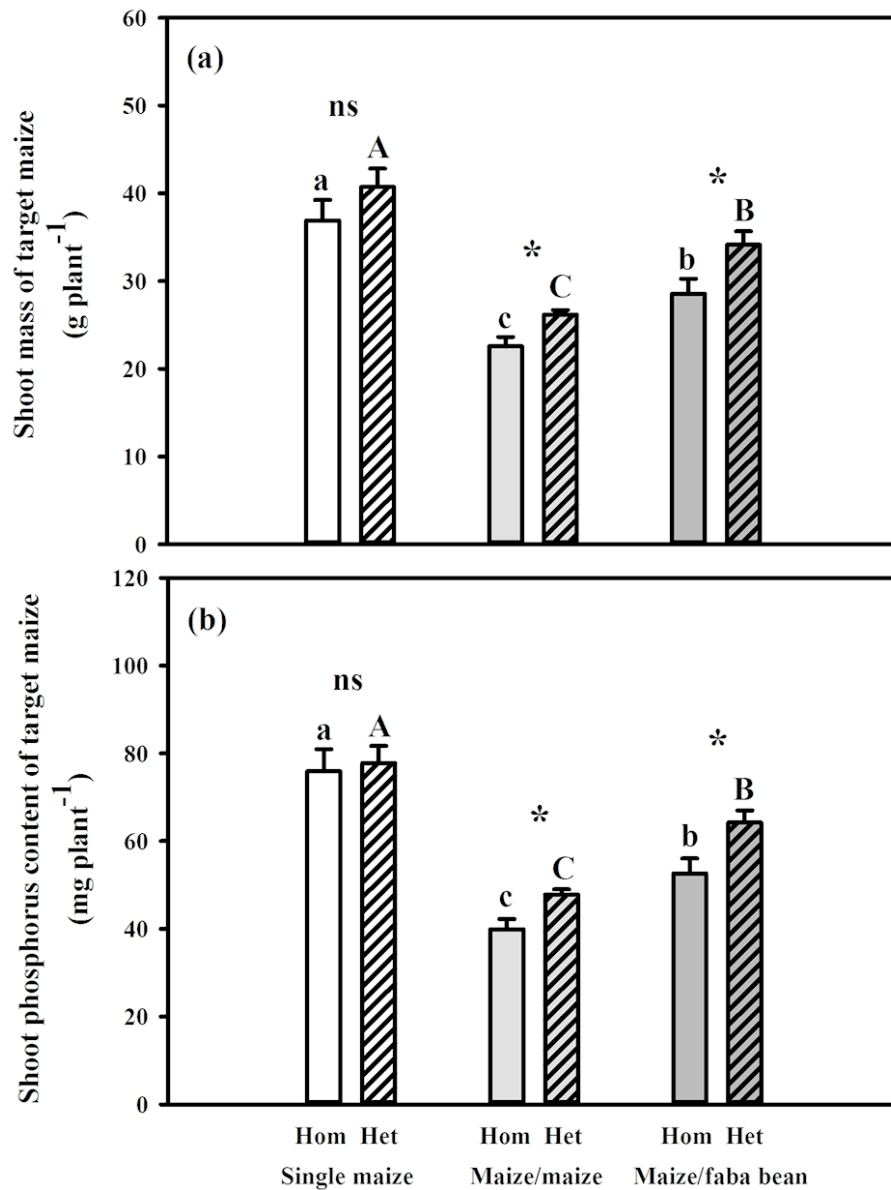 Shoot mass of target maize
(g plant⁻¹)
60
50
40
30
20
10
0
(a)
ns
a
A
*
c
C
*
b
B
Shoot phosphorus content of target maize
(mg plant⁻¹)
120
100
80
60
40
20
0
(b)
ns
a
A
*
c
C
*
b
B
Hom Het Hom Het Hom Het
Single maize Maize/maize Maize/faba bean